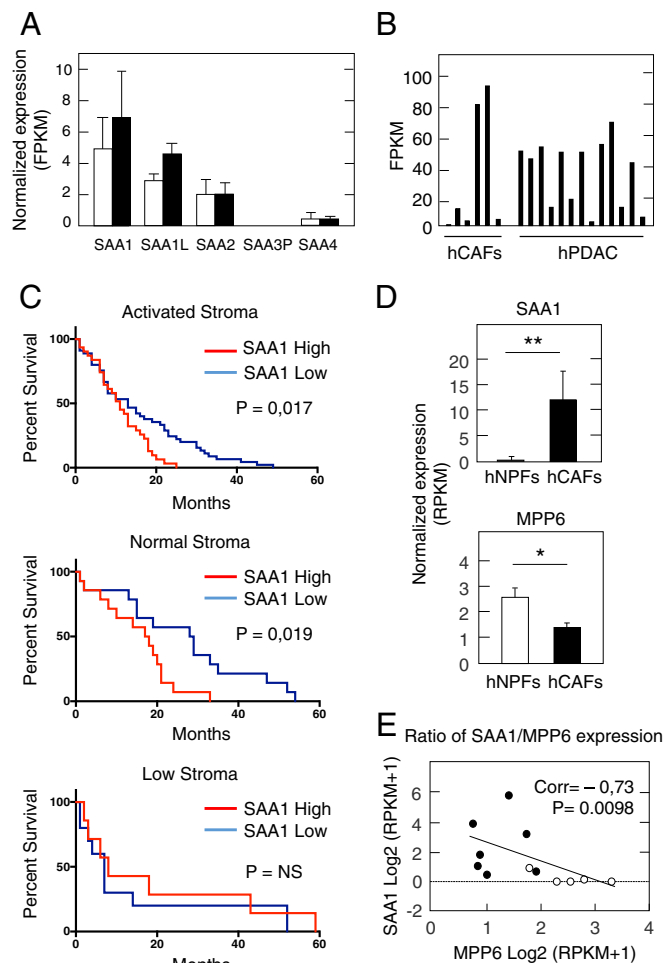 A
Normalized expression
(FPKM)
10
8
6
4
2
0
SAA1 SAA1L SAA2 SAA3P SAA4
B
FPKM
100
80
60
40
20
0
hCAFs hPDAC
C
Activated Stroma
Percent Survival
100
50
0
SAA1 High
SAA1 Low
P = 0,017
0 20 40 60
Months
Normal Stroma
Percent Survival
100
50
0
SAA1 High
SAA1 Low
P = 0,019
0 20 40 60
Months
Low Stroma
Percent Survival
100
50
0
SAA1 High
SAA1 Low
P = NS
0 20 40 60
Months
D
Normalized expression
(RPKM)
SAA1
**
20
15
10
5
0
hNPFs hCAFs
MPP6
*
4
3
2
1
0
hNPFs hCAFs
E
Ratio of SAA1/MPP6 expression
SAA1 Log2 (RPKM+1)
6
4
2
0
-2
Corr= – 0,73
P= 0.0098
0 1 2 3 4
MPP6 Log2 (RPKM+1)